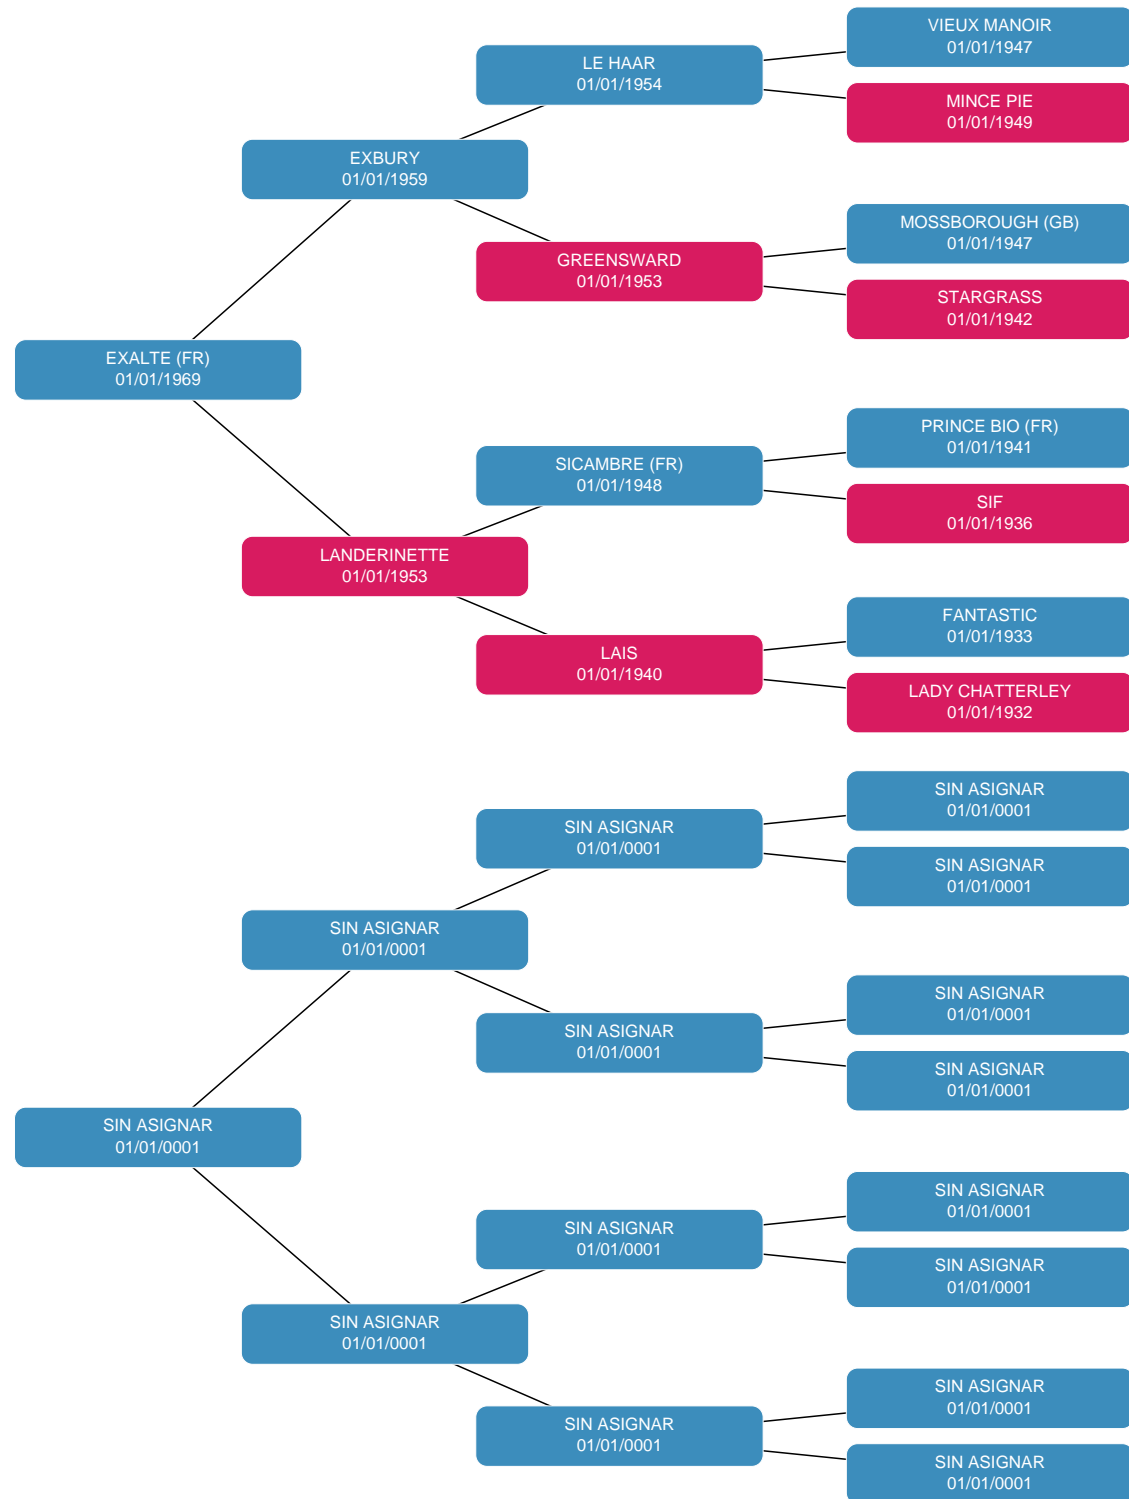 VIEUX MANOIR
01/01/1947
LE HAAR
01/01/1954
MINCE PIE
01/01/1949
EXBURY
01/01/1959
MOSSBOROUGH (GB)
01/01/1947
GREENSWARD
01/01/1953
STARGRASS
01/01/1942
EXALTE (FR)
01/01/1969
PRINCE BIO (FR)
01/01/1941
SICAMBRE (FR)
01/01/1948
SIF
01/01/1936
LANDERINETTE
01/01/1953
FANTASTIC
01/01/1933
LAIS
01/01/1940
LADY CHATTERLEY
01/01/1932
SIN ASIGNAR
01/01/0001
SIN ASIGNAR
01/01/0001
SIN ASIGNAR
01/01/0001
SIN ASIGNAR
01/01/0001
SIN ASIGNAR
01/01/0001
SIN ASIGNAR
01/01/0001
SIN ASIGNAR
01/01/0001
SIN ASIGNAR
01/01/0001
SIN ASIGNAR
01/01/0001
SIN ASIGNAR
01/01/0001
SIN ASIGNAR
01/01/0001
SIN ASIGNAR
01/01/0001
SIN ASIGNAR
01/01/0001
SIN ASIGNAR
01/01/0001
SIN ASIGNAR
01/01/0001